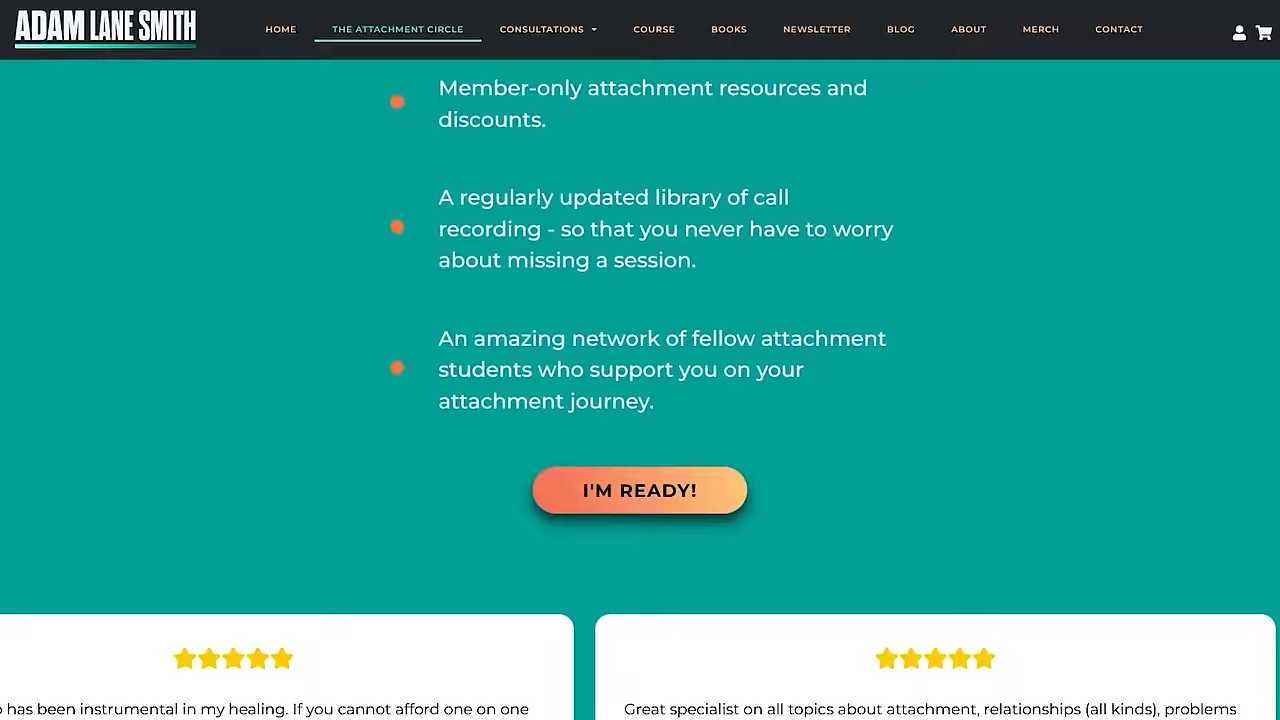 ADAM LANE SMITH
HOME THE ATTACHMENT CIRCLE CONSULTATIONS COURSE BOOKS NEWSLETTER BLOG ABOUT MERCH CONTACT
Member-only attachment resources and
discounts.
A regularly updated library of call
recording - so that you never have to worry
about missing a session.
An amazing network of fellow attachment
students who support you on your
attachment journey.
I'M READY!
has been instrumental in my healing. If you cannot afford one on one
Great specialist on all topics about attachment, relationships (all kinds), problems